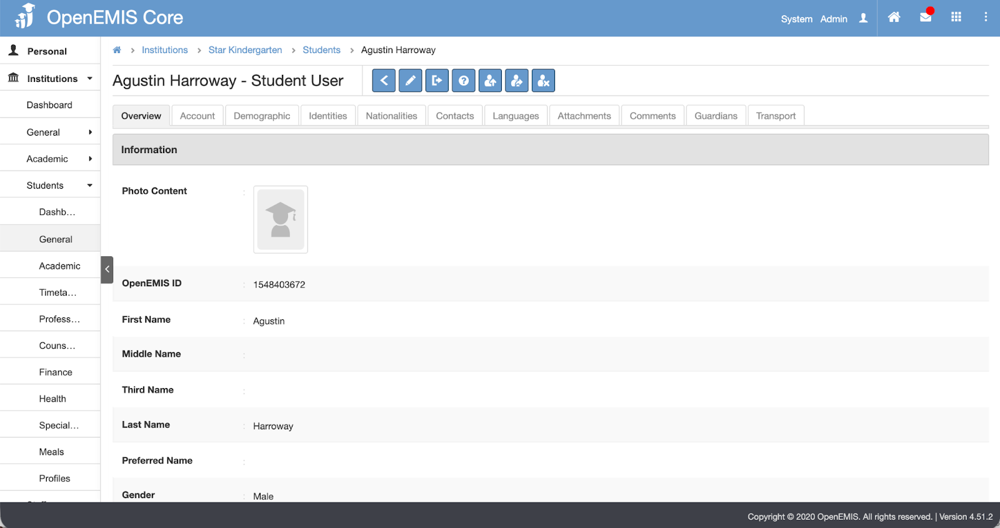 OpenEMIS Core
System Admin
Personal
Institutions
Dashboard
General
Academic
Students
Dashb...
General
Academic
Timeta...
Profess...
Couns...
Finance
Health
Special...
Meals
Profiles
Institutions
Star Kindergarten
Students
Agustin Harroway
Agustin Harroway - Student User
Overview Account Demographic Identities Nationalities Contacts Languages Attachments Comments Guardians Transport
Information
Photo Content :
OpenEMIS ID : 1548403672
First Name : Agustin
Middle Name :
Third Name :
Last Name : Harroway
Preferred Name :
Gender : Male
Copyright © 2020 OpenEMIS. All rights reserved. | Version 4.51.2